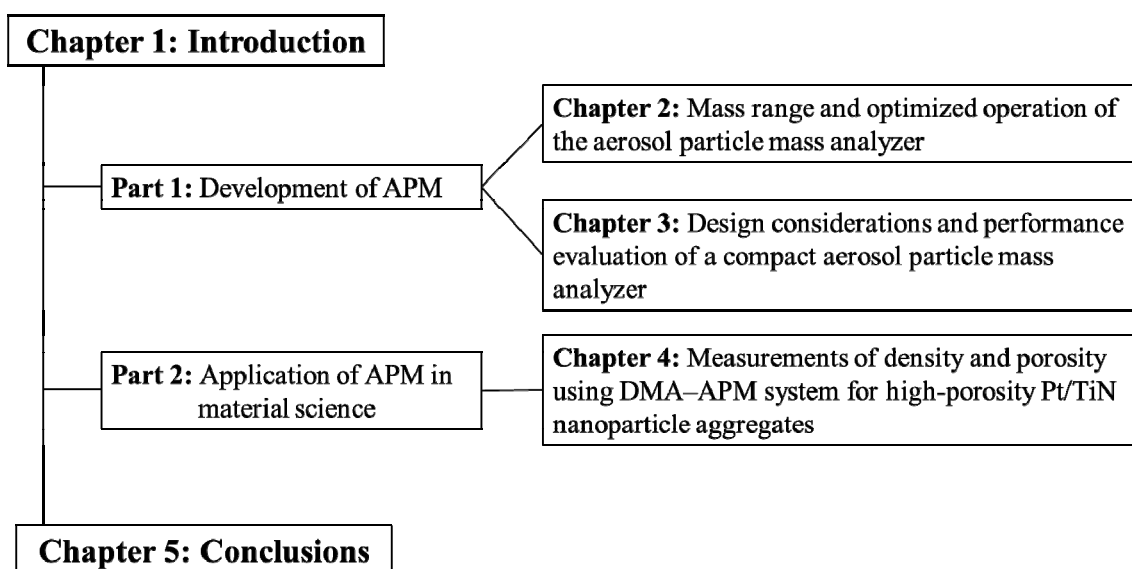 Chapter 1: Introduction
Chapter 2: Mass range and optimized operation of
the aerosol particle mass analyzer
Part 1: Development of APM
Chapter 3: Design considerations and performance
evaluation of a compact aerosol particle mass
analyzer
Part 2: Application of APM in
material science
Chapter 4: Measurements of density and porosity
using DMA–APM system for high-porosity Pt/TiN
nanoparticle aggregates
Chapter 5: Conclusions